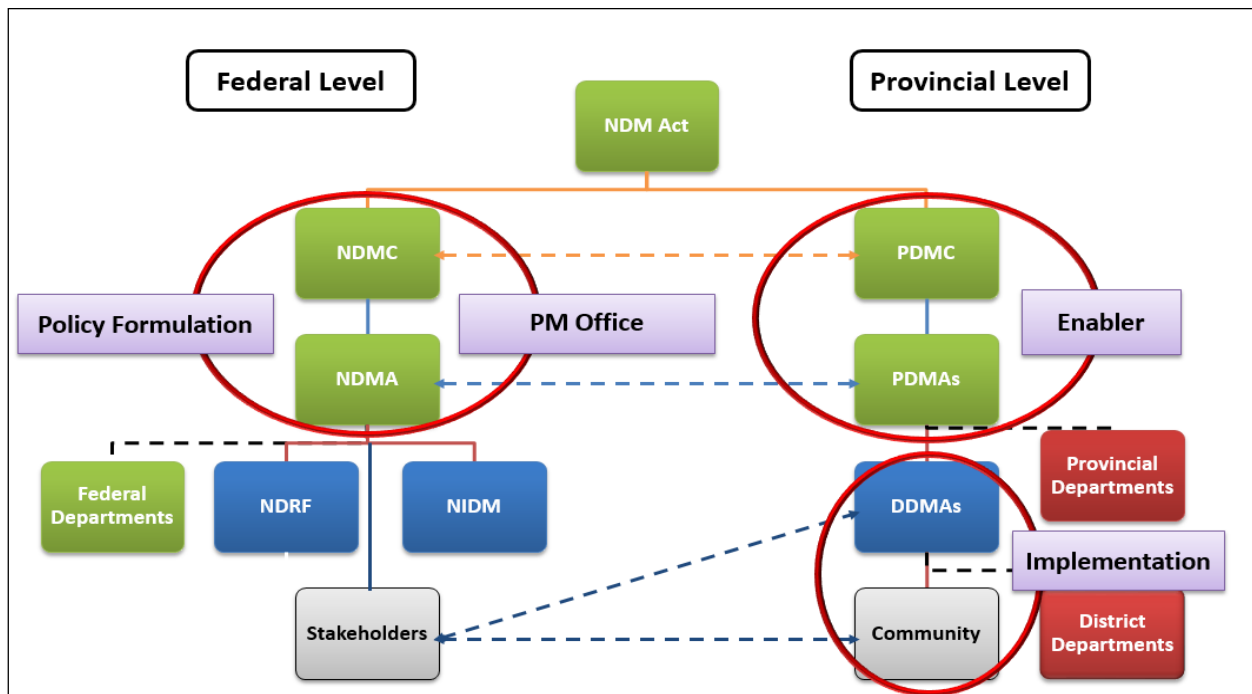 Federal Level
Provincial Level
NDM Act
NDMC
PDMC
Policy Formulation
PM Office
Enabler
NDMA
PDMAs
Federal
Departments
NDRF
NIDM
DDMAs
Provincial
Departments
Implementation
Stakeholders
Community
District
Departments